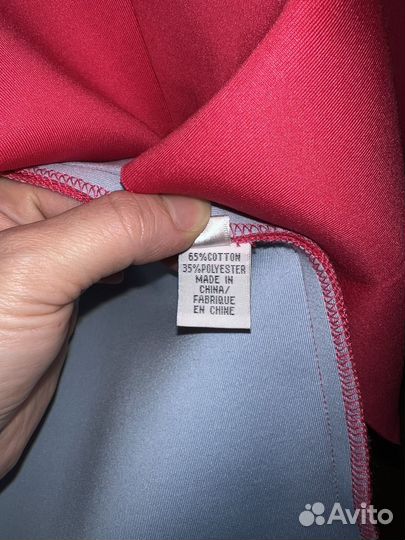 65%COTTON
35%POLYESTER
MADE IN
CHINA/
FABRIQUE
EN CHINE
Avito